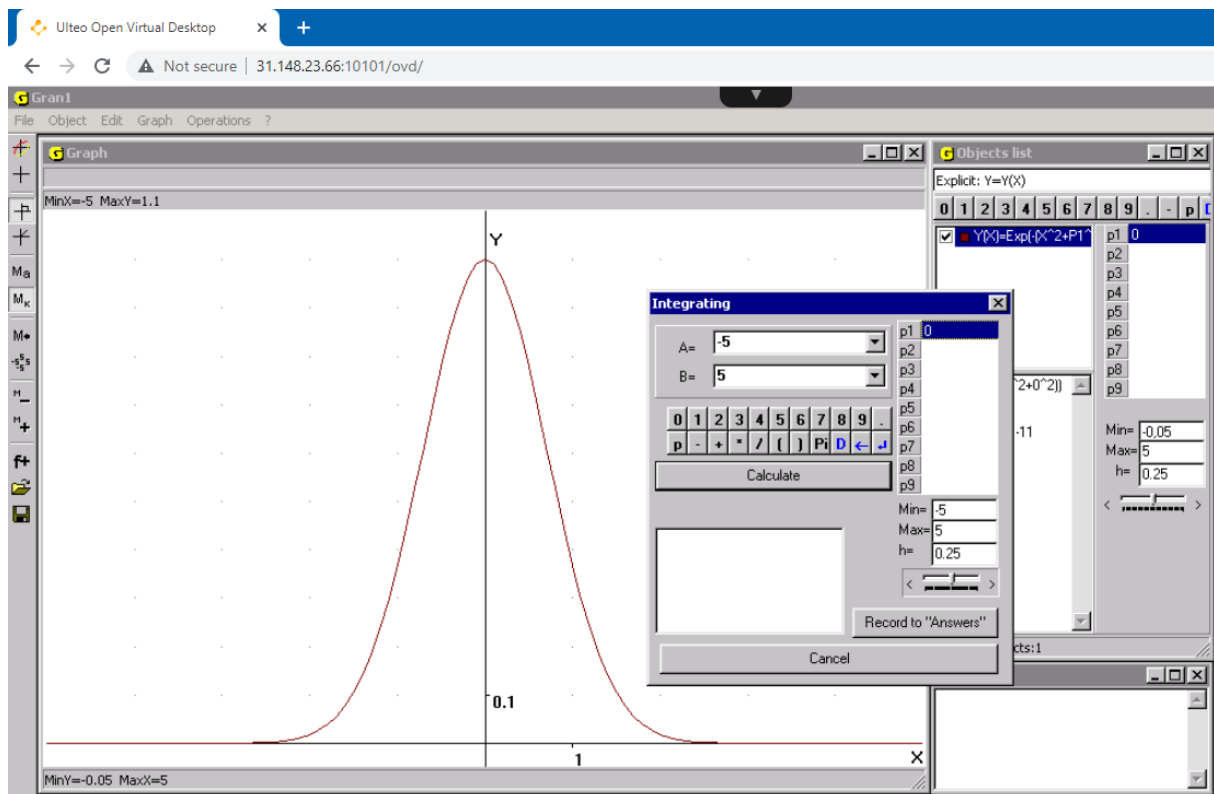 Ulteo Open Virtual Desktop
Not secure | 31.148.23.66:10101/ovd/
Gran1
File Object Edit Graph Operations ?
Graph
MinX=-5 MaxY=1.1
Y
0.1
1
X
MinY=-0.05 MaxX=5
Ma
Mк
Objects list
Explicit: Y=Y(X)
0 1 2 3 4 5 6 7 8 9 . - p
Y(X)=Exp(-(X^2+P1^
p1 0
p2
p3
p4
p5
p6
p7
p8
p9
^2+0^2))
-11
Min= -0,05
Max= 5
h= 0.25
cts:1
Integrating
A= -5
B= 5
0 1 2 3 4 5 6 7 8 9 .
p - + * / ( ) Pi D
Calculate
p1 0
p2
p3
p4
p5
p6
p7
p8
p9
Min= -5
Max= 5
h= 0.25
Record to "Answers"
Cancel